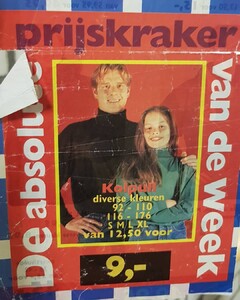 prijskraker
De absolute
van de week
Kolpull
diverse kleuren
92 - 110
116 - 176
S M L XL
van 12,50 voor
9,-